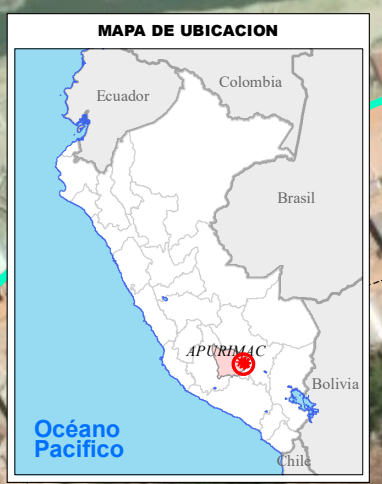 MAPA DE UBICACION
Colombia
Ecuador
Brasil
APURIMAC
Bolivia
Océano
Pacifico
Chile